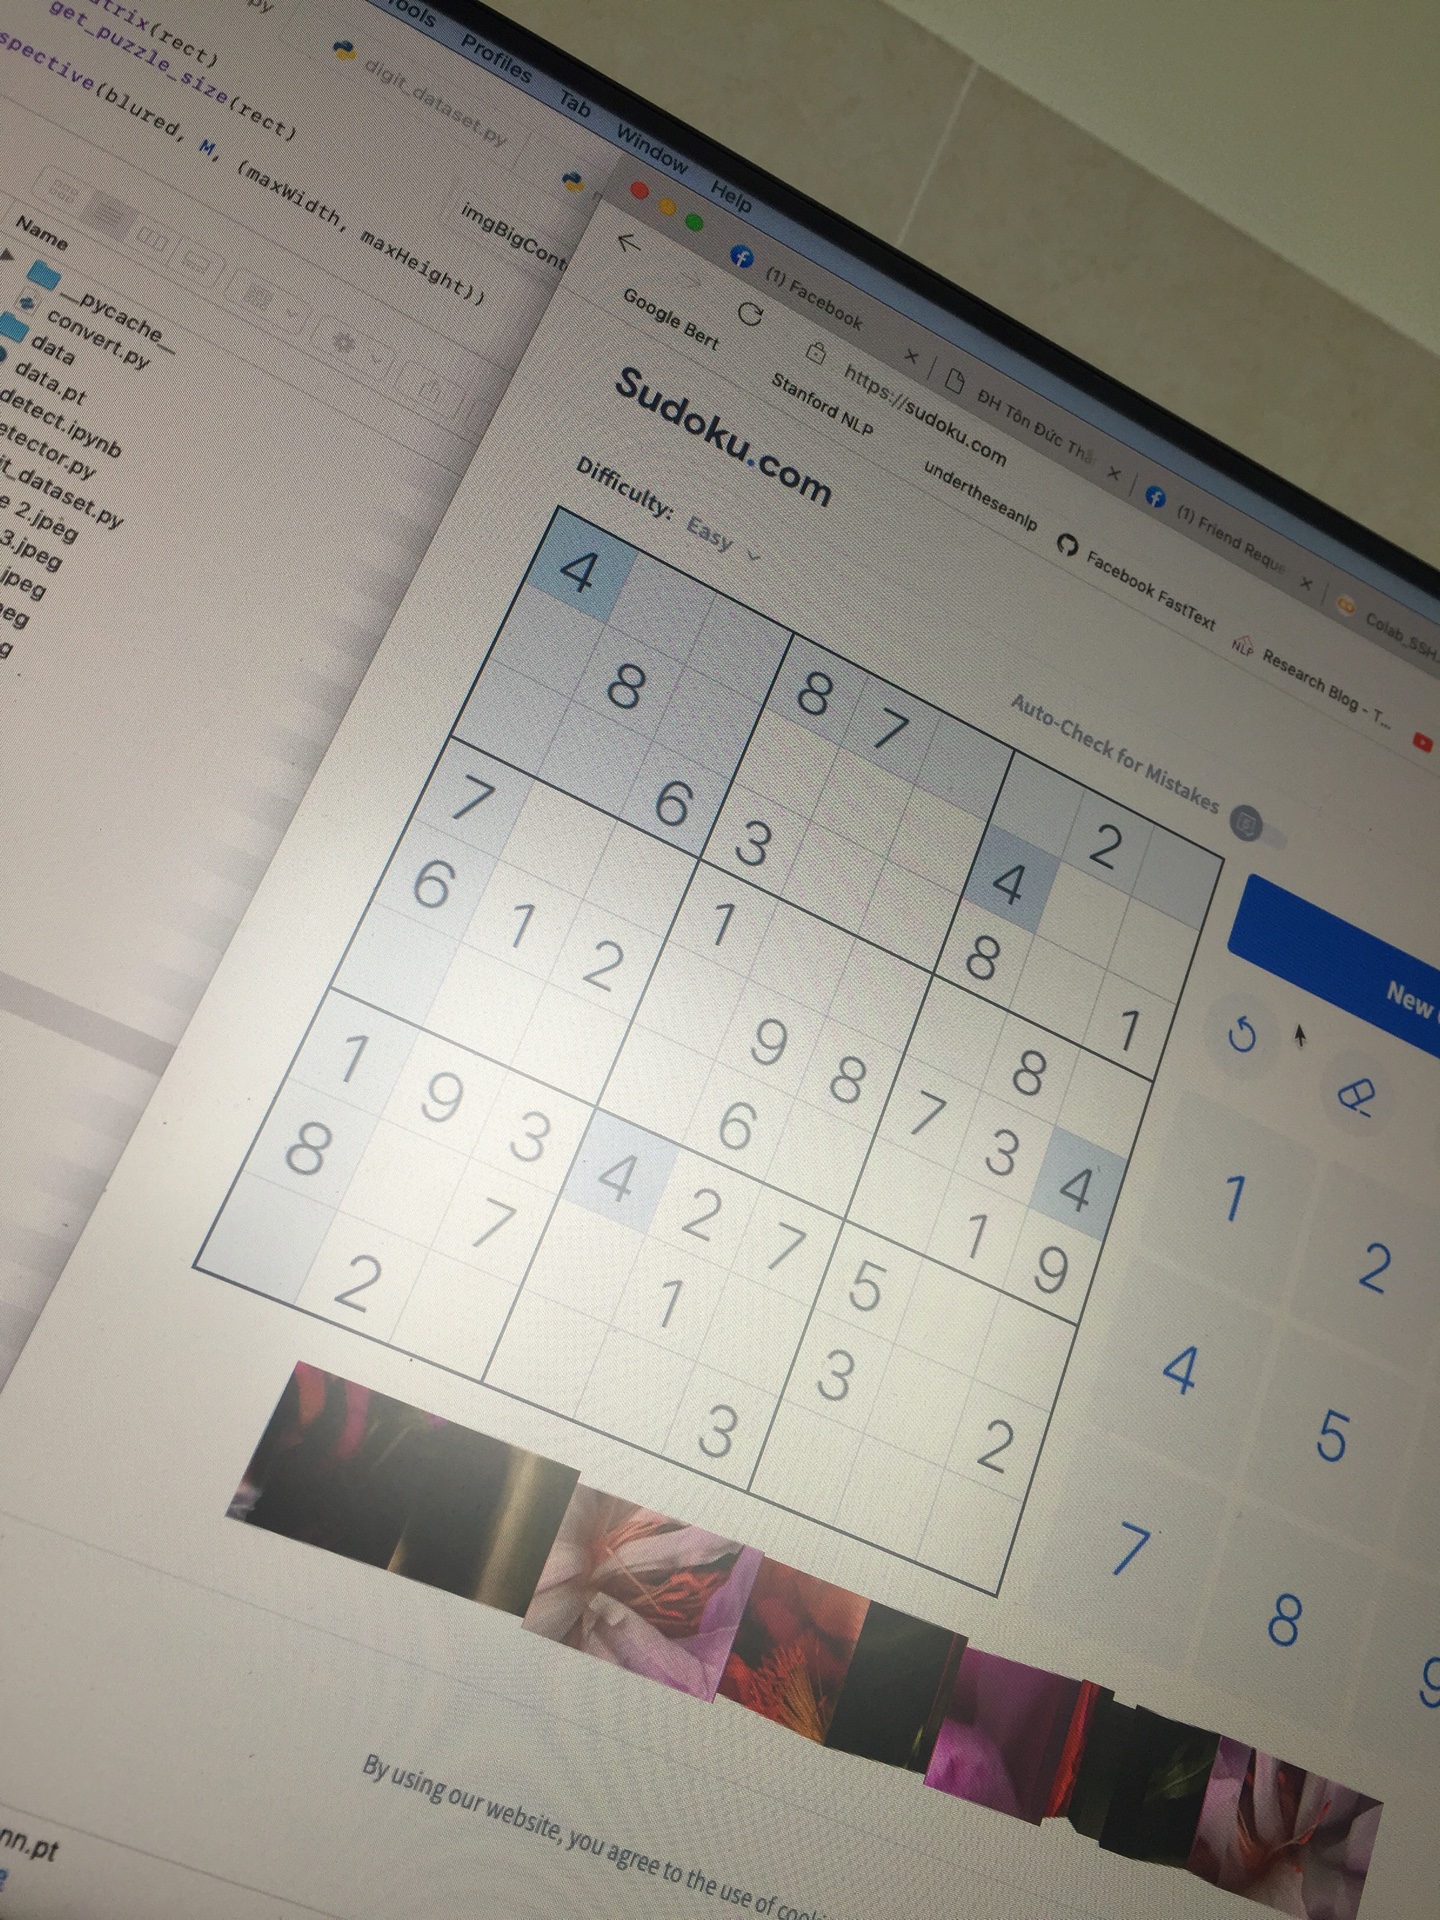 py
atrix(rect)
get_puzzle_size(rect)
spective(blured, M, (maxWidth, maxHeight))
digit_dataset.py
imgBigCont
Name
__pycache__
convert.py
data
data.pt
detect.ipynb
etector.py
it_dataset.py
e 2.jpeg
3.jpeg
jpeg
eg
g
nn.pt
Tools Profiles Tab Window Help
(1) Facebook
ĐH Tôn Đức Thắ
(1) Friend Reque
Colab_SSH.
https://sudoku.com
Google Bert Stanford NLP undertheseanlp Facebook FastText NLP Research Blog - T...
Sudoku.com
Difficulty: Easy
Auto-Check for Mistakes
4 8 7 2
8 4
6 3 8 1
7 1 8
6 1 2 9 8 7 3 4
6 1 9
1 9 3 4 2 7 5
8 7 1 3 2
2 3
New
1 2
4 5
7 8 9
By using our website, you agree to the use of cooki